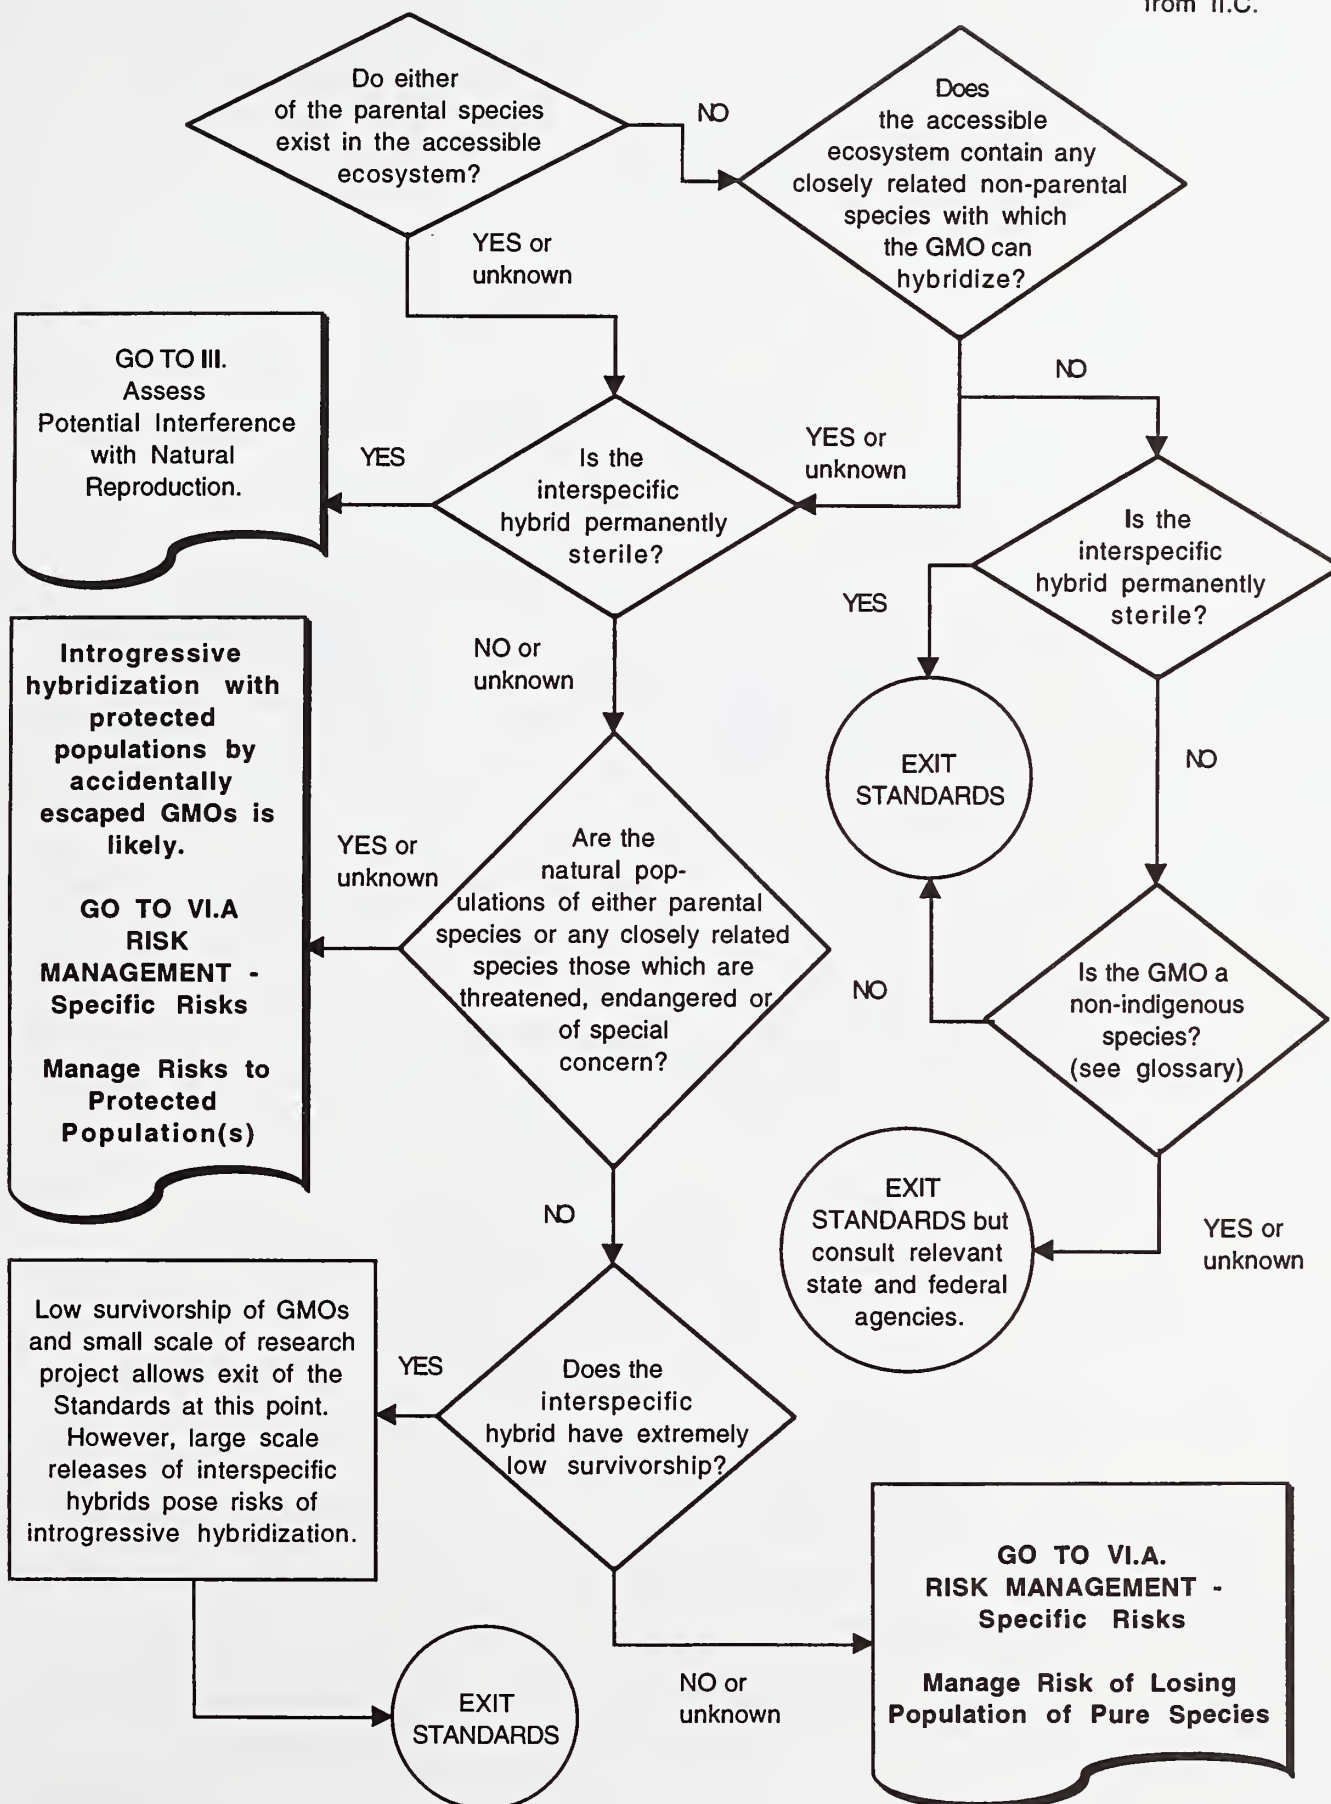 from II.C.
Do either
of the parental species
exist in the accessible
ecosystem?
NO
Does
the accessible
ecosystem contain any
closely related non-parental
species with which
the GMO can
hybridize?
YES or
unknown
GO TO III.
Assess
Potential Interference
with Natural
Reproduction.
YES
Is the
interspecific
hybrid permanently
sterile?
YES or
unknown
NO
Is the
interspecific
hybrid permanently
sterile?
YES
EXIT
STANDARDS
NO
NO or
unknown
Introgressive
hybridization with
protected
populations by
accidentally
escaped GMOs is
likely.
GO TO VI.A
RISK
MANAGEMENT -
Specific Risks
Manage Risks to
Protected
Population(s)
YES or
unknown
Are the
natural pop-
ulations of either parental
species or any closely related
species those which are
threatened, endangered or
of special
concern?
NO
Is the GMO a
non-indigenous
species?
(see glossary)
YES or
unknown
EXIT
STANDARDS but
consult relevant
state and federal
agencies.
NO
Low survivorship of GMOs
and small scale of research
project allows exit of the
Standards at this point.
However, large scale
releases of interspecific
hybrids pose risks of
introgressive hybridization.
YES
Does the
interspecific
hybrid have extremely
low survivorship?
NO or
unknown
EXIT
STANDARDS
GO TO VI.A.
RISK MANAGEMENT -
Specific Risks
Manage Risk of Losing
Population of Pure Species